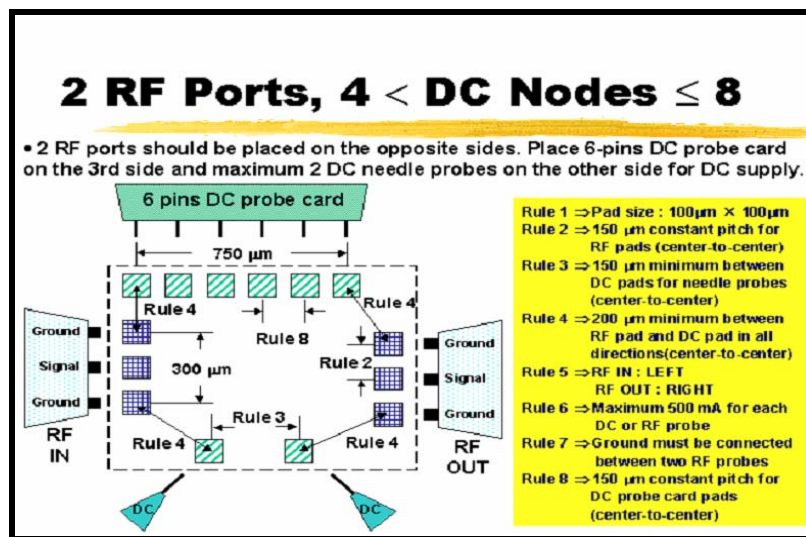 2 RF Ports, 4 < DC Nodes ≤ 8
• 2 RF ports should be placed on the opposite sides. Place 6-pins DC probe card
on the 3rd side and maximum 2 DC needle probes on the other side for DC supply.
6 pins DC probe card
750 µm
Rule 4
Rule 8
Rule 4
Ground
Signal
Ground
RF
IN
300 µm
Rule 2
Ground
Signal
Ground
RF
OUT
Rule 3
Rule 4
Rule 4
DC
DC
Rule 1 ⇒Pad size : 100µm × 100µm
Rule 2 ⇒150 µm constant pitch for
RF pads (center-to-center)
Rule 3 ⇒150 µm minimum between
DC pads for needle probes
(center-to-center)
Rule 4 ⇒200 µm minimum between
RF pad and DC pad in all
directions(center-to-center)
Rule 5 ⇒RF IN : LEFT
RF OUT : RIGHT
Rule 6 ⇒Maximum 500 mA for each
DC or RF probe
Rule 7 ⇒Ground must be connected
between two RF probes
Rule 8 ⇒150 µm constant pitch for
DC probe card pads
(center-to-center)